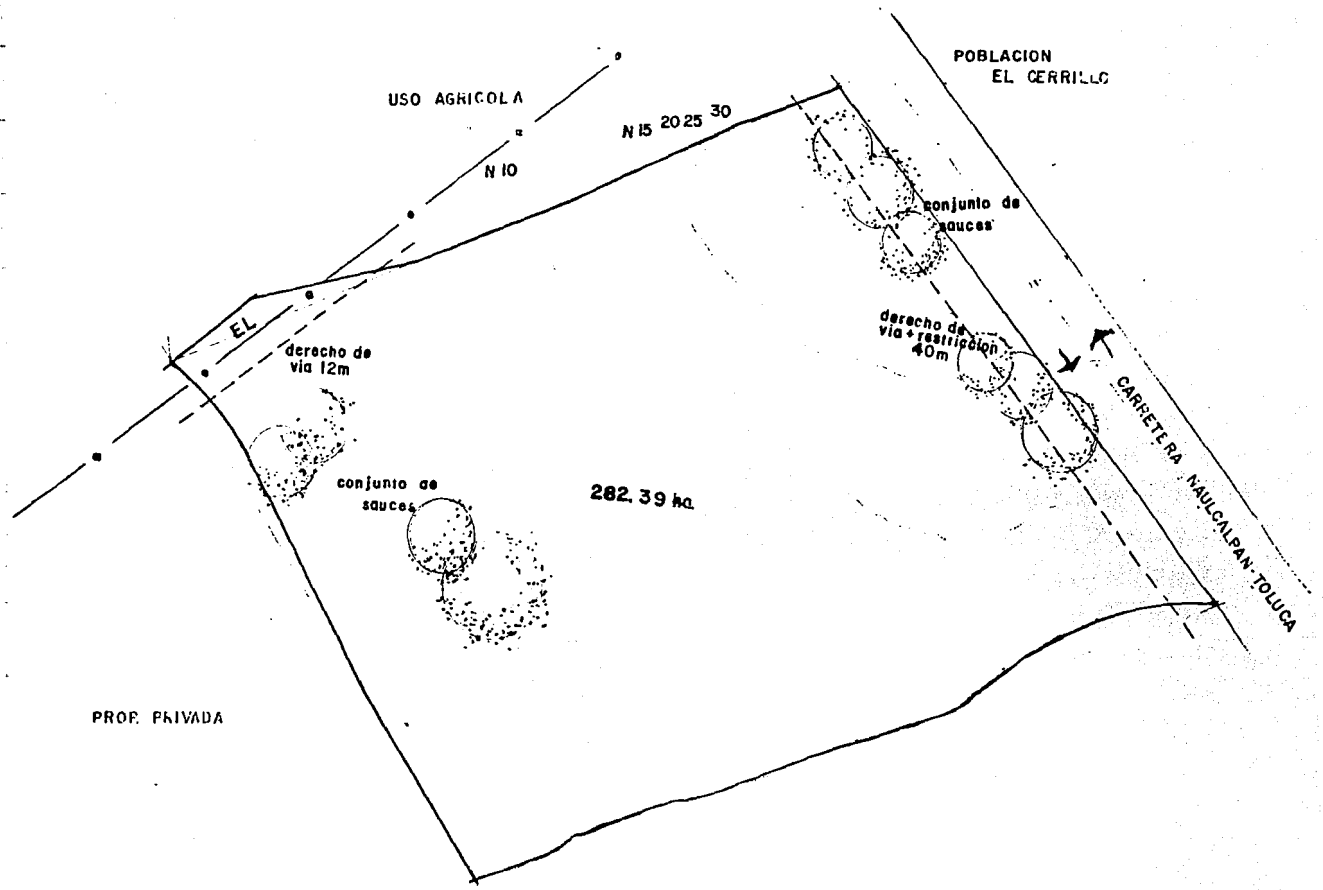 POBLACION
EL CERRILLO
USO AGRICOLA
N 15 20 25 30
N 10
conjunto de
sauces
EL
derecho de
via + restriccion
40m
derecho de
via 12m
CARRETERA NAULCALPAN-TOLUCA
conjunto de
sauces
282.39 ha.
PROP. PRIVADA